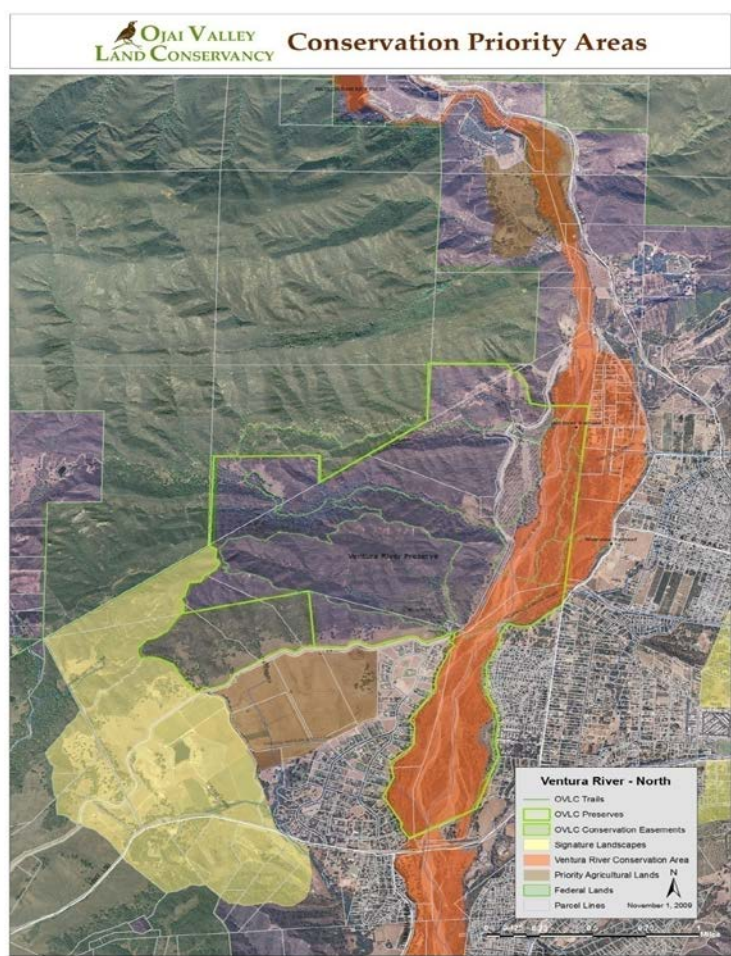 OJAI VALLEY
LAND CONSERVANCY
Conservation Priority Areas
Ventura River Preserve
Ventura River - North
OVLC Trails
OVLC Preserves
OVLC Conservation Easements
Signature Landscapes
Ventura River Conservation Area
Priority Agricultural Lands
Federal Lands
Parcel Lines
N
November 1, 2009
Miles